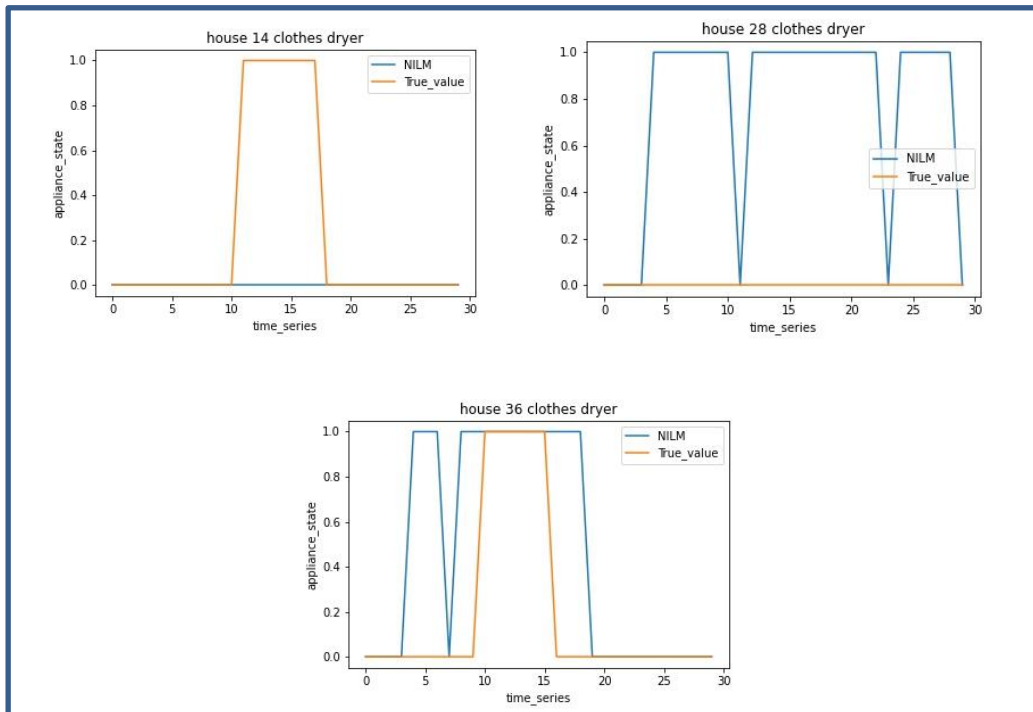 house 14 clothes dryer
1.0
0.8
0.6
0.4
0.2
0.0
appliance_state
NILM
True_value
0 5 10 15 20 25 30
time_series
house 28 clothes dryer
1.0
0.8
0.6
0.4
0.2
0.0
appliance_state
NILM
True_value
0 5 10 15 20 25 30
time_series
house 36 clothes dryer
1.0
0.8
0.6
0.4
0.2
0.0
appliance_state
NILM
True_value
0 5 10 15 20 25 30
time_series